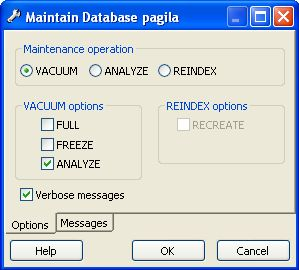 Maintain Database pagila
Maintenance operation
VACUUM ANALYZE REINDEX
VACUUM options REINDEX options
FULL RECREATE
FREEZE
ANALYZE
Verbose messages
Options Messages
Help OK Cancel